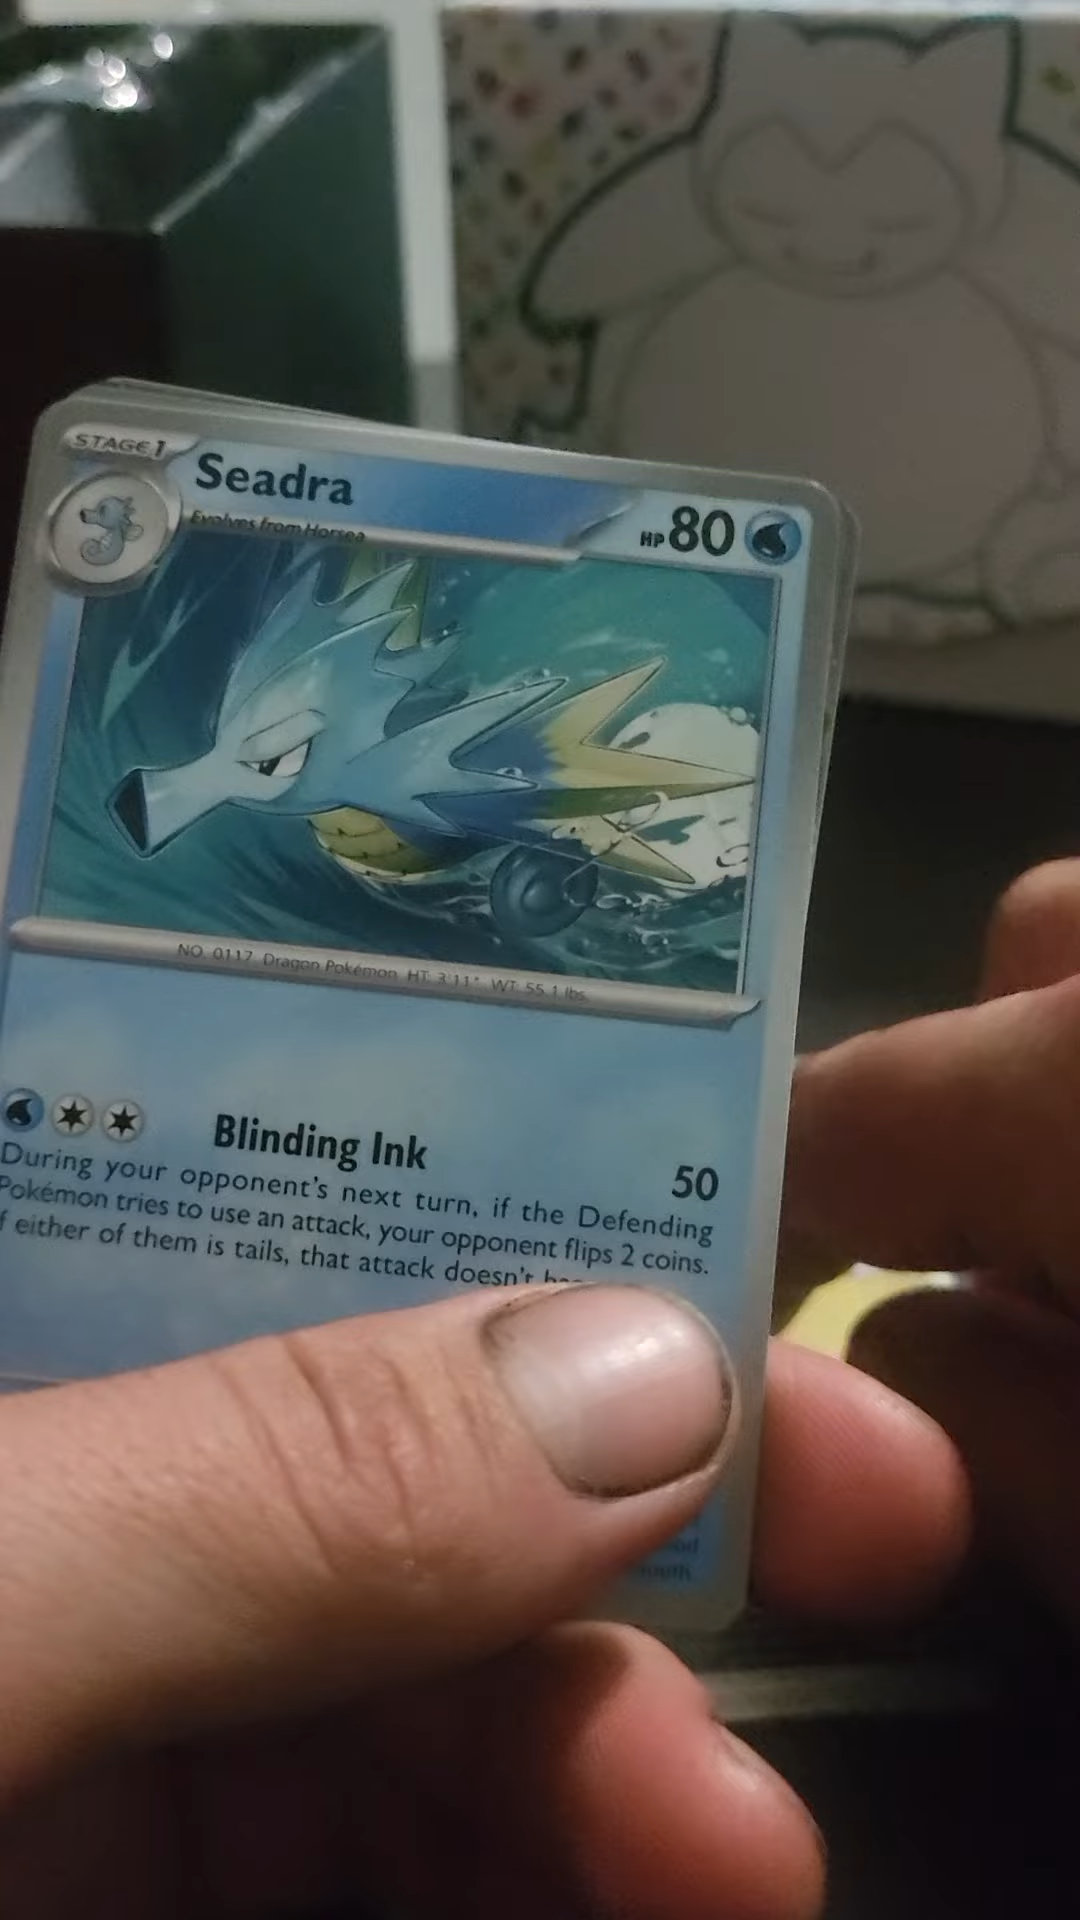 STAGE 1
Seadra
HP 80
Evolves from Horsea
NO. 0117 Dragon Pokémon HT: 3'11" WT: 55.1 lbs.
Blinding Ink
50
During your opponent's next turn, if the Defending
Pokémon tries to use an attack, your opponent flips 2 coins.
f either of them is tails, that attack doesn't